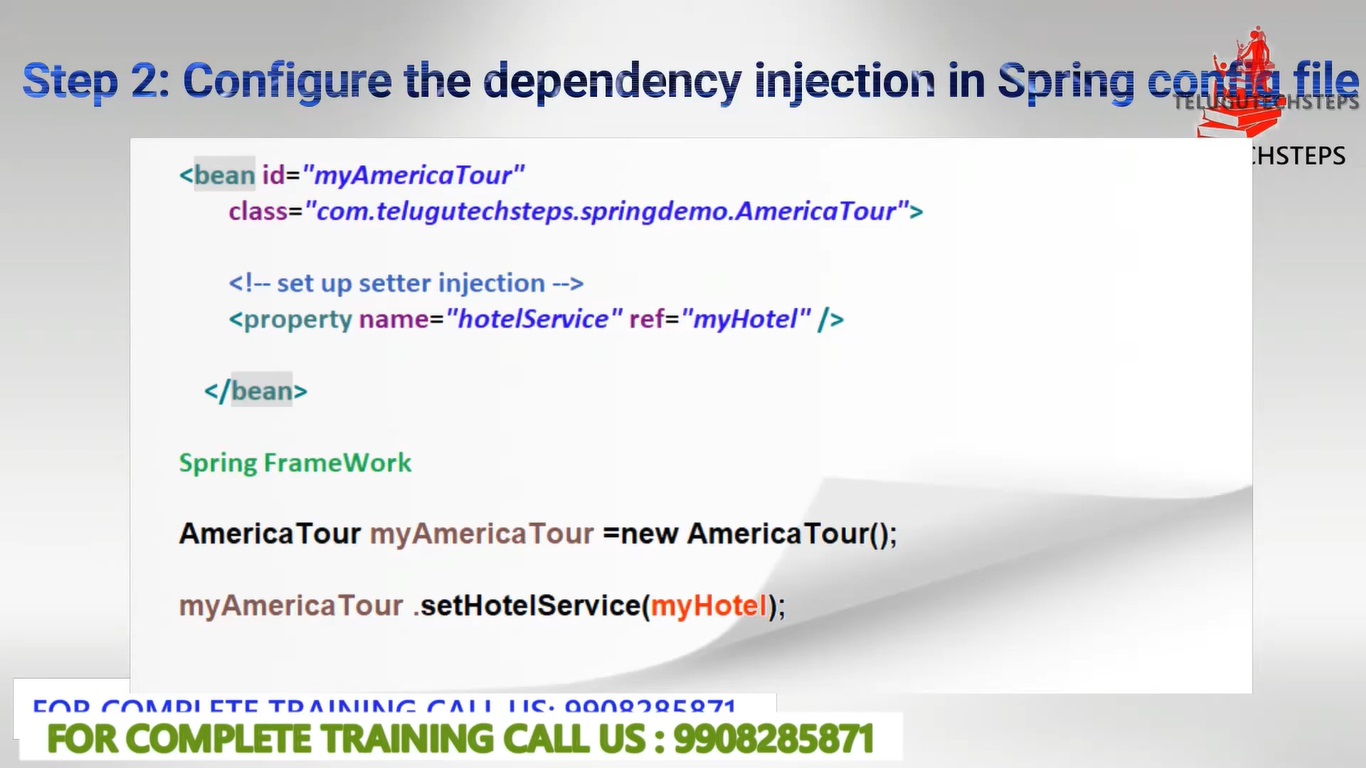 Step 2: Configure the dependency injection in Spring config file
TELUGUTECHSTEPS
CHSTEPS
<bean id="myAmericaTour"
class="com.telugutechsteps.springdemo.AmericaTour">
<!-- set up setter injection -->
<property name="hotelService" ref="myHotel" />
</bean>
Spring FrameWork
AmericaTour myAmericaTour =new AmericaTour();
myAmericaTour .setHotelService(myHotel);
FOR COMPLETE TRAINING CALL US: 9908285871
FOR COMPLETE TRAINING CALL US : 9908285871